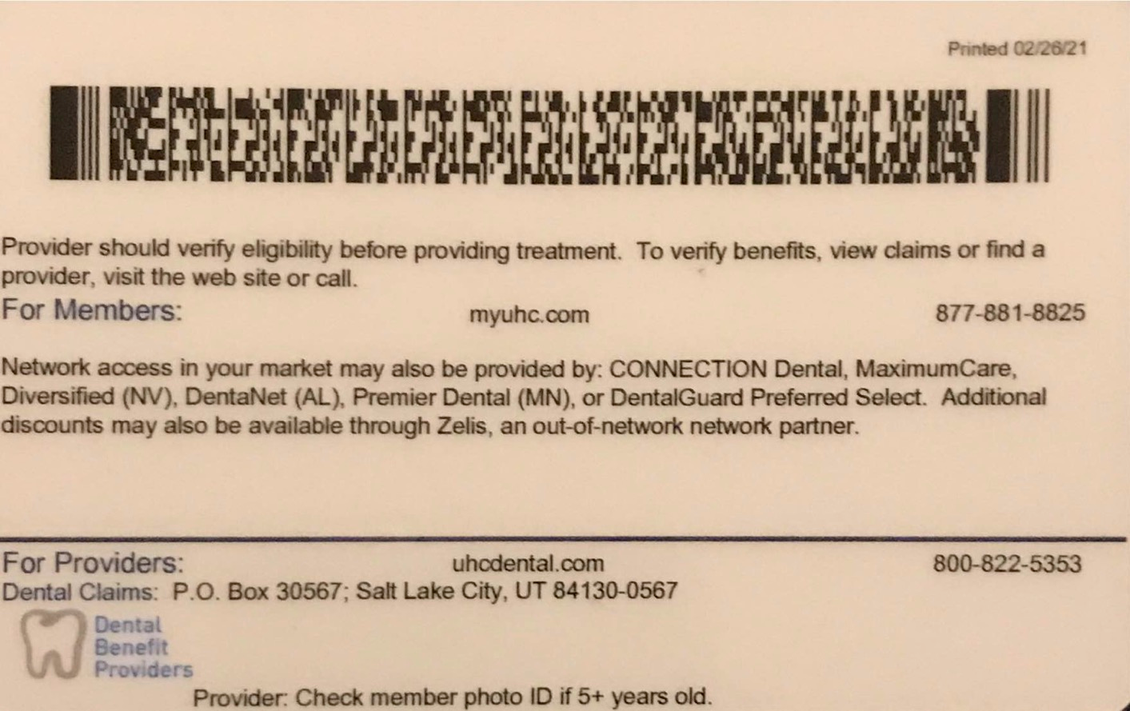 Printed 02/26/21
Provider should verify eligibility before providing treatment.  To verify benefits, view claims or find a
provider, visit the web site or call.
For Members: myuhc.com 877-881-8825
Network access in your market may also be provided by: CONNECTION Dental, MaximumCare,
Diversified (NV), DentaNet (AL), Premier Dental (MN), or DentalGuard Preferred Select.  Additional
discounts may also be available through Zelis, an out-of-network network partner.
For Providers: uhcdental.com 800-822-5353
Dental Claims:  P.O. Box 30567; Salt Lake City, UT 84130-0567
Dental
Benefit
Providers
Provider: Check member photo ID if 5+ years old.